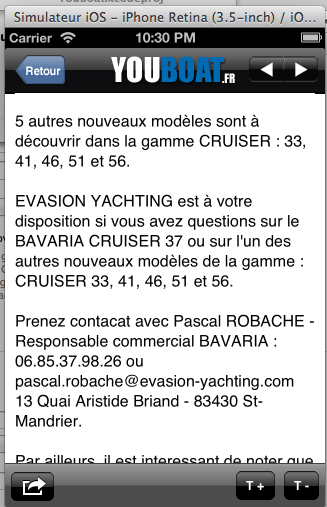 Simulateur iOS - iPhone Retina (3.5-inch) / iO...
Carrier 10:30 PM
Retour YOUBOAT.FR
5 autres nouveaux modèles sont à
découvrir dans la gamme CRUISER : 33,
41, 46, 51 et 56.
EVASION YACHTING est à votre
disposition si vous avez questions sur le
BAVARIA CRUISER 37 ou sur l'un des
autres nouveaux modèles de la gamme :
CRUISER 33, 41, 46, 51 et 56.
Prenez contacat avec Pascal ROBACHE -
Responsable commercial BAVARIA :
06.85.37.98.26 ou
pascal.robache@evasion-yachting.com
13 Quai Aristide Briand - 83430 St-
Mandrier.
Par ailleurs, il est interessant de noter que
T + T -